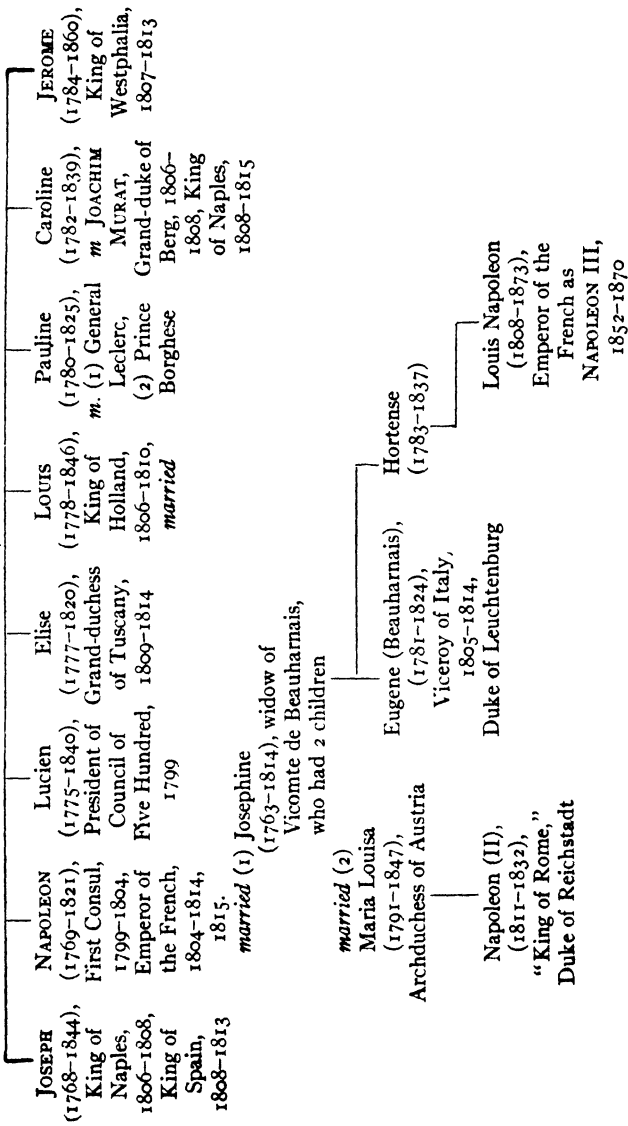 JOSEPH
(1768–1844),
King of
Naples,
1806–1808,
King of
Spain,
1808–1813
NAPOLEON
(1769–1821),
First Consul,
1799–1804,
Emperor of
the French,
1804–1814,
1815.
married (1) Josephine
(1763–1814), widow of
Vicomte de Beauharnais,
who had 2 children
married (2)
Maria Louisa
(1791–1847),
Archduchess of Austria
Napoleon (II),
(1811–1832),
“King of Rome,”
Duke of Reichstadt
Eugene (Beauharnais),
(1781–1824),
Viceroy of Italy,
1805–1814,
Duke of Leuchtenburg
Hortense
(1783–1837)
Louis Napoleon
(1808–1873),
Emperor of the
French as
NAPOLEON III,
1852–1870
Lucien
(1775–1840),
President of
Council of
Five Hundred,
1799
Elise
(1777–1820),
Grand-duchess
of Tuscany,
1809–1814
LOUIS
(1778–1846),
King of
Holland,
1806–1810,
married
Pauline
(1780–1825),
m. (1) General
Leclerc,
(2) Prince
Borghese
Caroline
(1782–1839),
m JOACHIM
MURAT,
Grand-duke of
Berg, 1806–
1808, King
of Naples,
1808–1815
JEROME
(1784–1860),
King of
Westphalia,
1807–1813